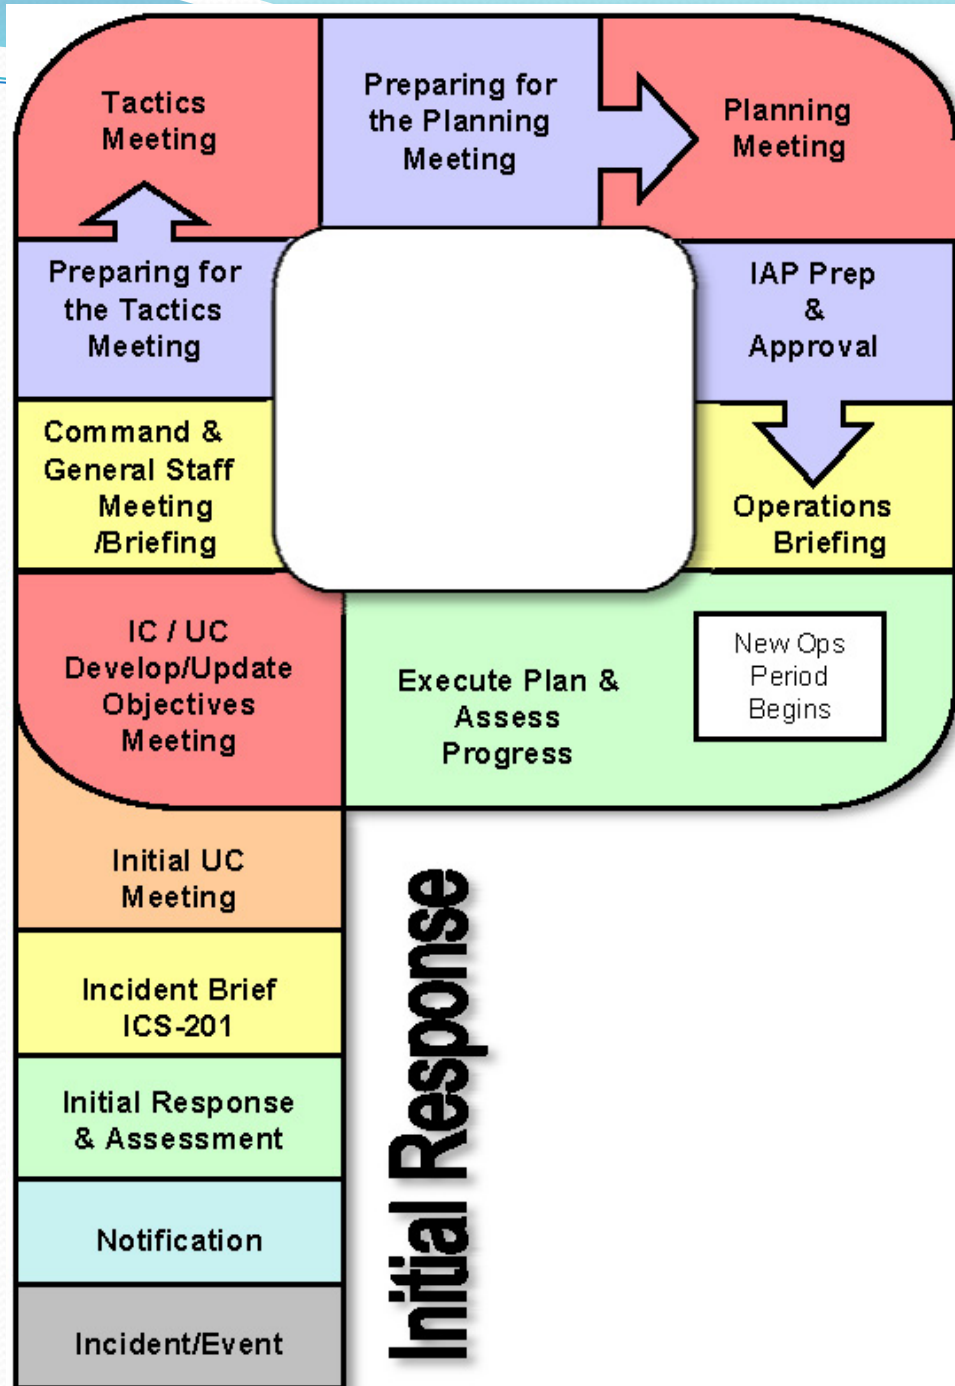 Tactics
Meeting
Preparing for
the Planning
Meeting
Planning
Meeting
Preparing for
the Tactics
Meeting
IAP Prep
&
Approval
Command &
General Staff
Meeting
/Briefing
Operations
Briefing
IC / UC
Develop/Update
Objectives
Meeting
Execute Plan &
Assess
Progress
New Ops
Period
Begins
Initial UC
Meeting
Incident Brief
ICS-201
Initial Response
& Assessment
Notification
Incident/Event
Initial Response